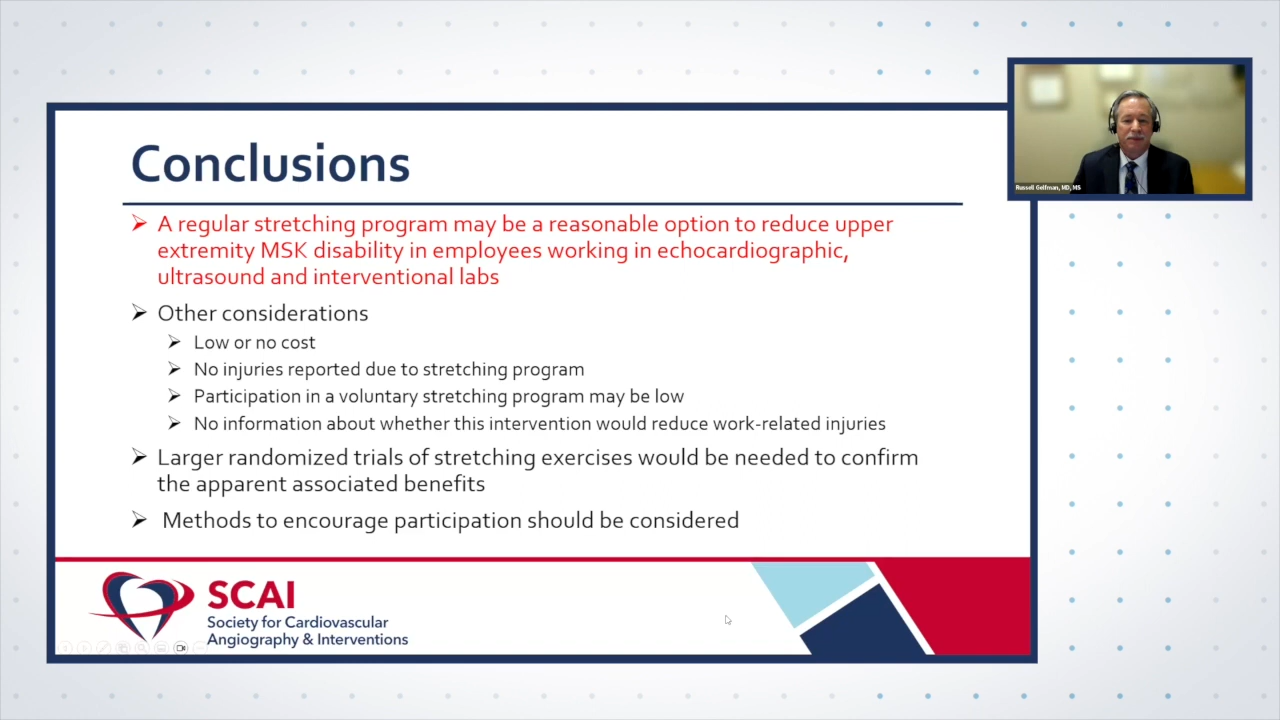 Conclusions
A regular stretching program may be a reasonable option to reduce upper
extremity MSK disability in employees working in echocardiographic,
ultrasound and interventional labs
Other considerations
Low or no cost
No injuries reported due to stretching program
Participation in a voluntary stretching program may be low
No information about whether this intervention would reduce work-related injuries
Larger randomized trials of stretching exercises would be needed to confirm
the apparent associated benefits
Methods to encourage participation should be considered
SCAI
Society for Cardiovascular
Angiography & Interventions
Russell Gelfman, MD, MS